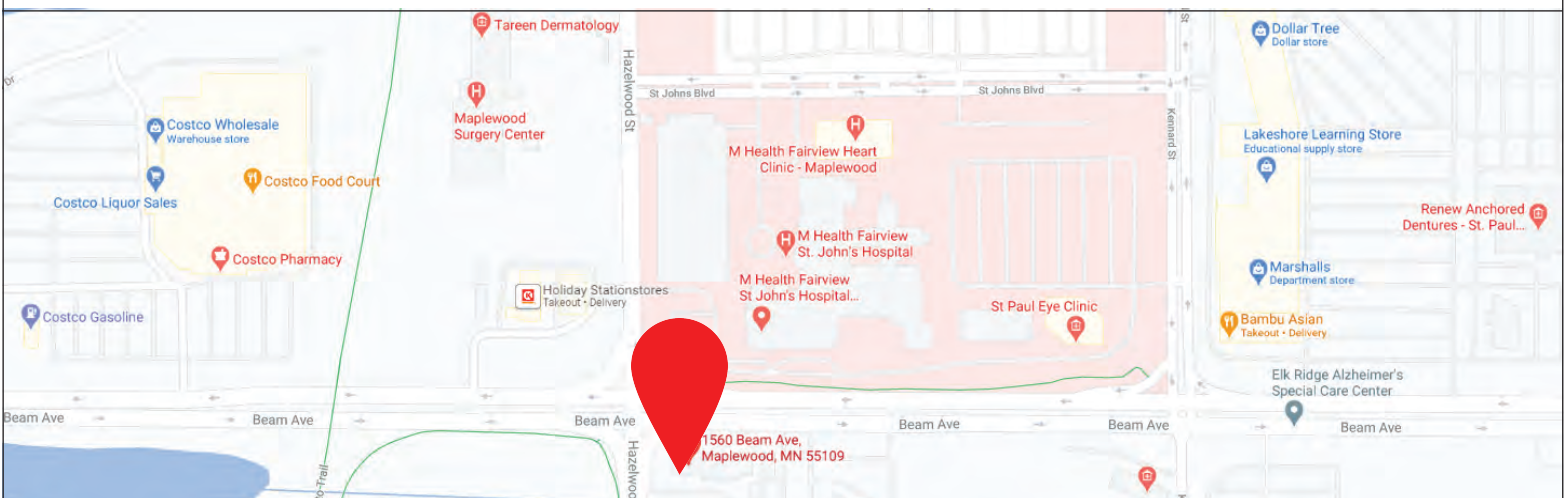 Tareen Dermatology
Hazelwood St
St
Dollar Tree
Dollar store
St Johns Blvd
St Johns Blvd
Maplewood
Surgery Center
Costco Wholesale
Warehouse store
Kennard St
Lakeshore Learning Store
Educational supply store
M Health Fairview Heart
Clinic - Maplewood
Costco Food Court
Costco Liquor Sales
Renew Anchored
Dentures - St. Paul...
M Health Fairview
St. John's Hospital
Costco Pharmacy
Marshalls
Department store
M Health Fairview
St John's Hospital...
Holiday Stationstores
Takeout • Delivery
St Paul Eye Clinic
Costco Gasoline
Bambu Asian
Takeout • Delivery
Elk Ridge Alzheimer's
Special Care Center
Beam Ave
Beam Ave
Beam Ave
Beam Ave
Beam Ave
Beam Ave
1560 Beam Ave,
Maplewood, MN 55109
Hazelwoo
o-Trail